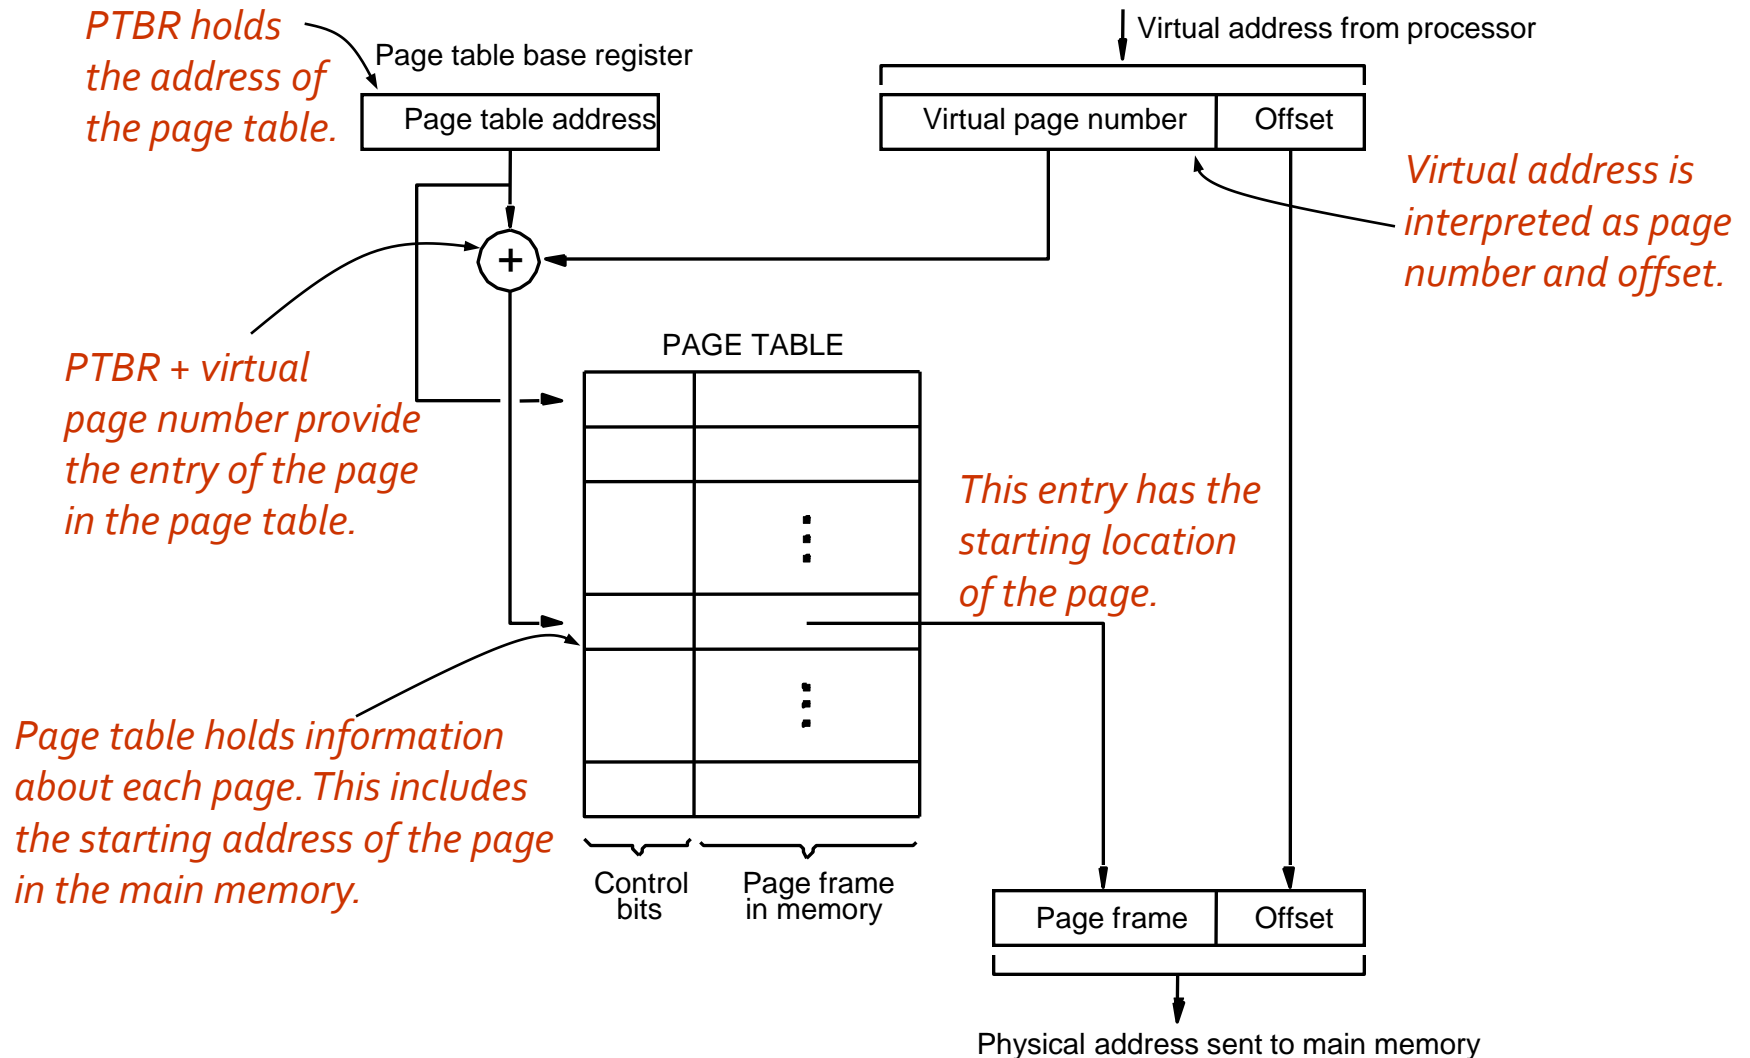 PTBR holds
the address of
the page table.
Page table base register
Page table address
Virtual address from processor
Virtual page number
Offset
Virtual address is
interpreted as page
number and offset.
+
PTBR + virtual
page number provide
the entry of the page
in the page table.
PAGE TABLE
This entry has the
starting location
of the page.
Page table holds information
about each page. This includes
the starting address of the page
in the main memory.
Control
bits
Page frame
in memory
Page frame
Offset
Physical address sent to main memory